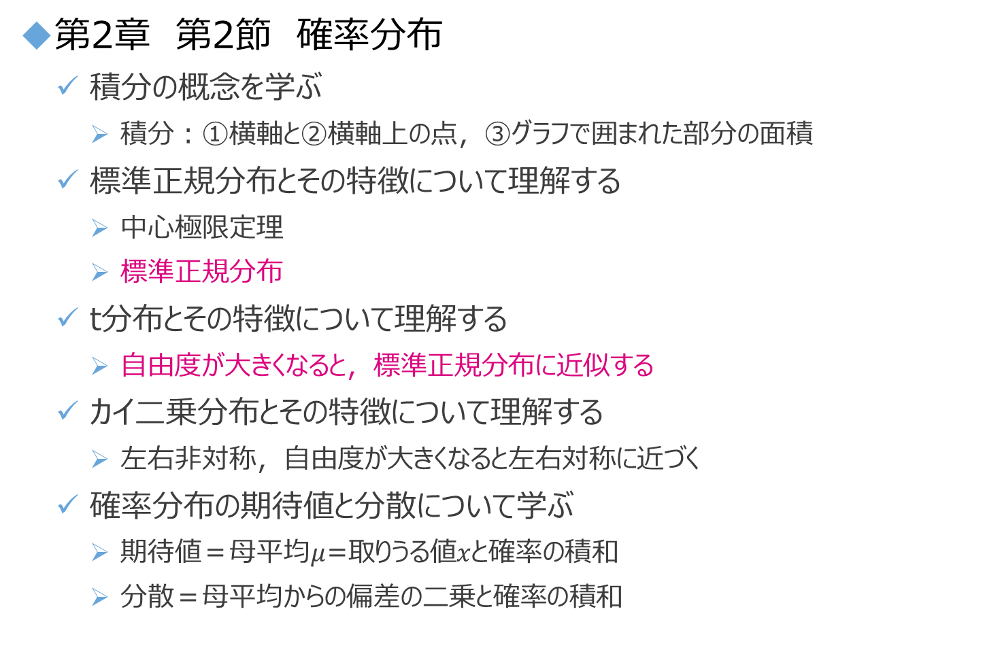 ◆第2章　第2節　確率分布
✓ 積分の概念を学ぶ
➢ 積分：①横軸と②横軸上の点，③グラフで囲まれた部分の面積
✓ 標準正規分布とその特徴について理解する
➢ 中心極限定理
➢ 標準正規分布
✓ t分布とその特徴について理解する
➢ 自由度が大きくなると，標準正規分布に近似する
✓ カイ二乗分布とその特徴について理解する
➢ 左右非対称，自由度が大きくなると左右対称に近づく
✓ 確率分布の期待値と分散について学ぶ
➢ 期待値＝母平均μ=取りうる値xと確率の積和
➢ 分散＝母平均からの偏差の二乗と確率の積和